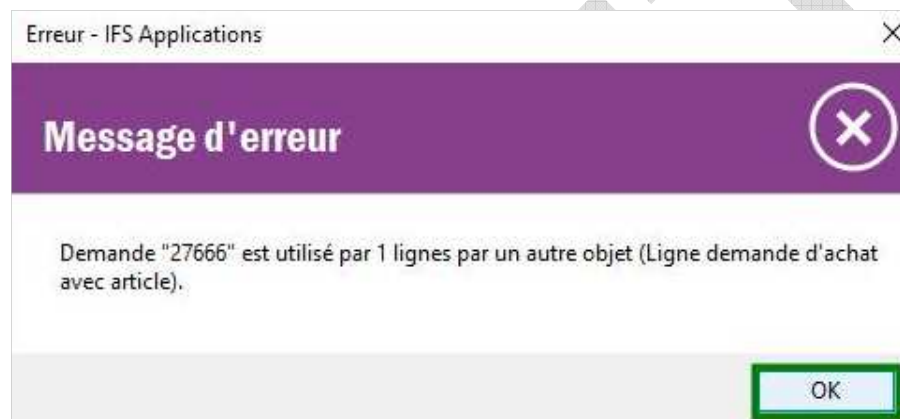 Erreur - IFS Applications
Message d'erreur
Demande "27666" est utilisé par 1 lignes par un autre objet (Ligne demande d'achat
avec article).
OK